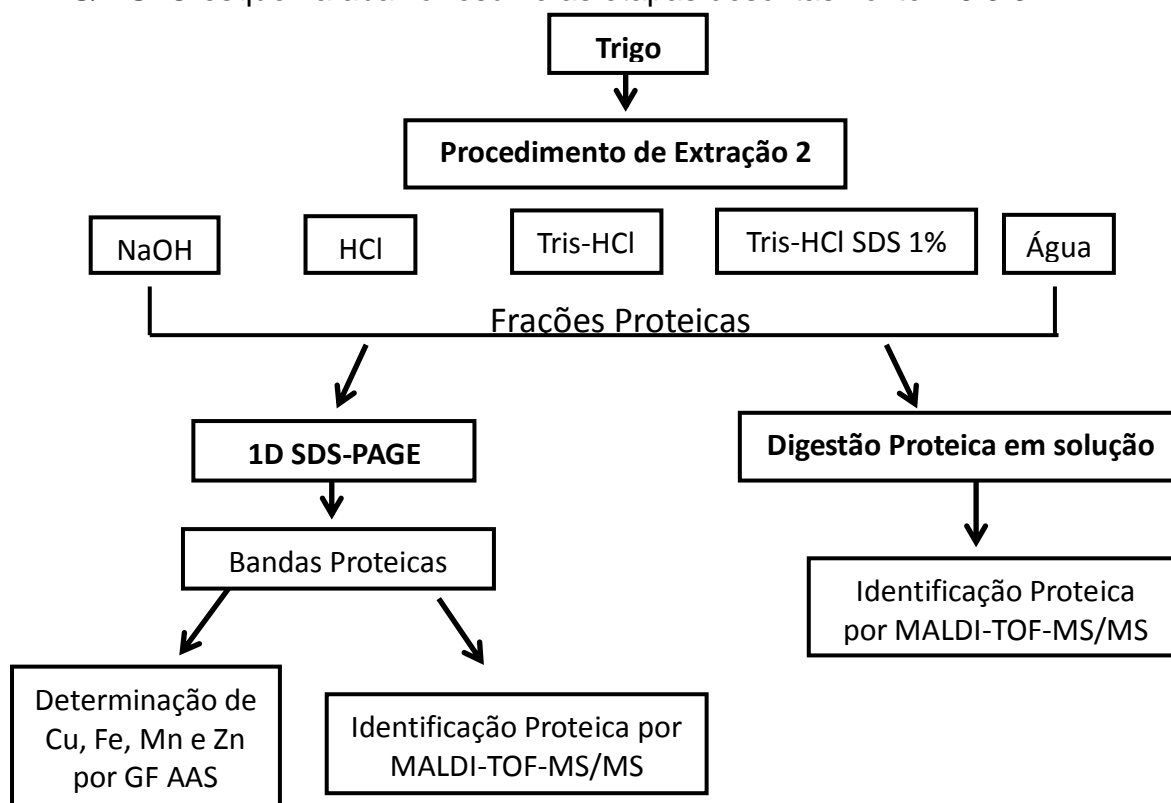 Trigo
Procedimento de Extração 2
NaOH
HCl
Tris-HCl
Tris-HCl SDS 1%
Água
Frações Proteicas
1D SDS-PAGE
Digestão Proteica em solução
Bandas Proteicas
Identificação Proteica
por MALDI-TOF-MS/MS
Determinação de
Cu, Fe, Mn e Zn
por GF AAS
Identificação Proteica por
MALDI-TOF-MS/MS